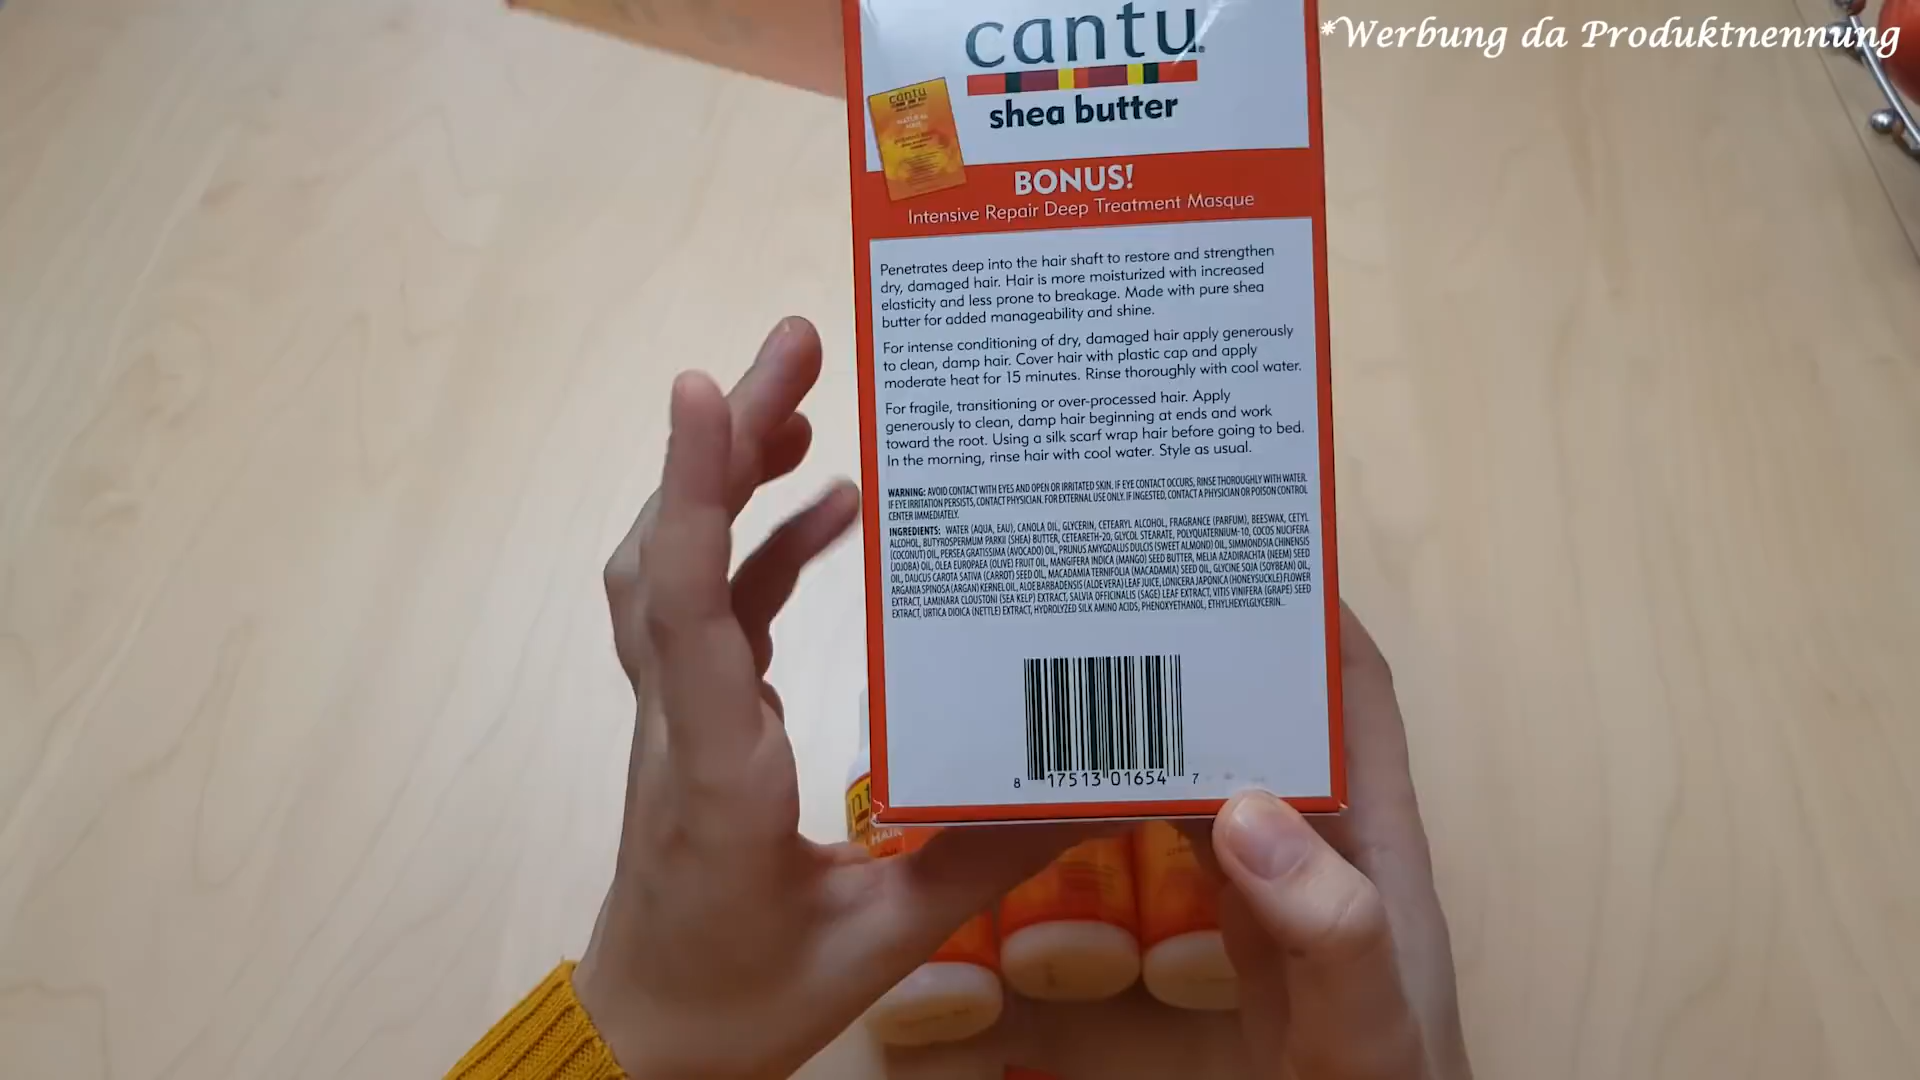 *Werbung da Produktnennung
cantu
shea butter
cantu
BONUS!
Intensive Repair Deep Treatment Masque
Penetrates deep into the hair shaft to restore and strengthen
dry, damaged hair. Hair is more moisturized with increased
elasticity and less prone to breakage. Made with pure shea
butter for added manageability and shine.
For intense conditioning of dry, damaged hair apply generously
to clean, damp hair. Cover hair with plastic cap and apply
moderate heat for 15 minutes. Rinse thoroughly with cool water.
For fragile, transitioning or over-processed hair. Apply
generously to clean, damp hair beginning at ends and work
toward the root. Using a silk scarf wrap hair before going to bed.
In the morning, rinse hair with cool water. Style as usual.
WARNING: AVOID CONTACT WITH EYES AND OPEN OR IRRITATED SKIN. IF EYE CONTACT OCCURS, RINSE THOROUGHLY WITH WATER.
IF EYE IRRITATION PERSISTS, CONTACT PHYSICIAN. FOR EXTERNAL USE ONLY. IF INGESTED, CONTACT A PHYSICIAN OR POISON CONTROL
CENTER IMMEDIATELY.
INGREDIENTS: WATER (AQUA, EAU), CANOLA OIL, GLYCERIN, CETEARYL ALCOHOL, FRAGRANCE (PARFUM), BEESWAX, CETYL
ALCOHOL, BUTYROSPERMUM PARKII (SHEA) BUTTER, CETEARETH-20, GLYCOL STEARATE, POLYQUATERNIUM-10, COCOS NUCIFERA
(COCONUT) OIL, PERSEA GRATISSIMA (AVOCADO) OIL, PRUNUS AMYGDALUS DULCIS (SWEET ALMOND) OIL, SIMMONDSIA CHINENSIS
(JOJOBA) OIL, OLEA EUROPAEA (OLIVE) FRUIT OIL, MANGIFERA INDICA (MANGO) SEED BUTTER, MELIA AZADIRACHTA (NEEM) SEED
OIL, DAUCUS CAROTA SATIVA (CARROT) SEED OIL, MACADAMIA TERNIFOLIA (MACADAMIA) SEED OIL, GLYCINE SOJA (SOYBEAN) OIL,
ARGANIA SPINOSA (ARGAN) KERNEL OIL, ALOE BARBADENSIS (ALOE VERA) LEAF JUICE, LONICERA JAPONICA (HONEYSUCKLE) FLOWER
EXTRACT, LAMINARA CLOUSTONI (SEA KELP) EXTRACT, SALVIA OFFICINALIS (SAGE) LEAF EXTRACT, VITIS VINIFERA (GRAPE) SEED
EXTRACT, URTICA DIOICA (NETTLE) EXTRACT, HYDROLYZED SILK AMINO ACIDS, PHENOXYETHANOL, ETHYLHEXYLGLYCERIN...
8 17513 01654 7
HAIR